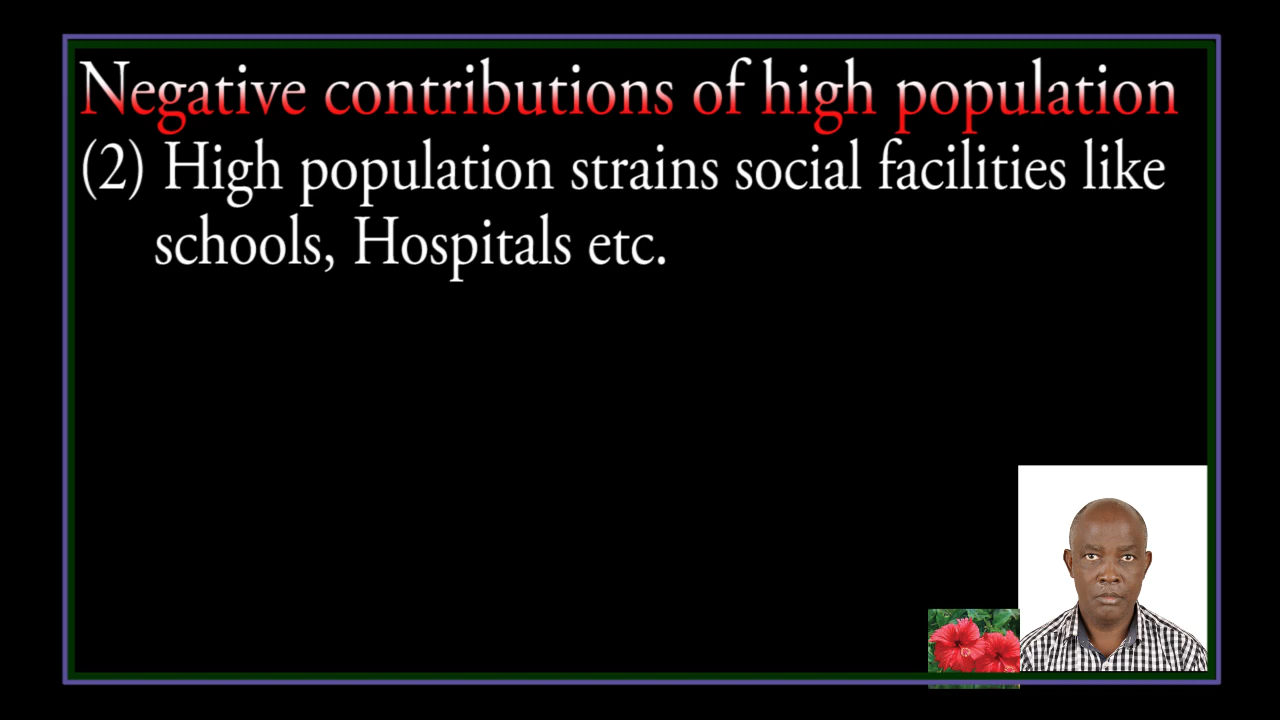 Negative contributions of high population
(2) High population strains social facilities like
schools, Hospitals etc.